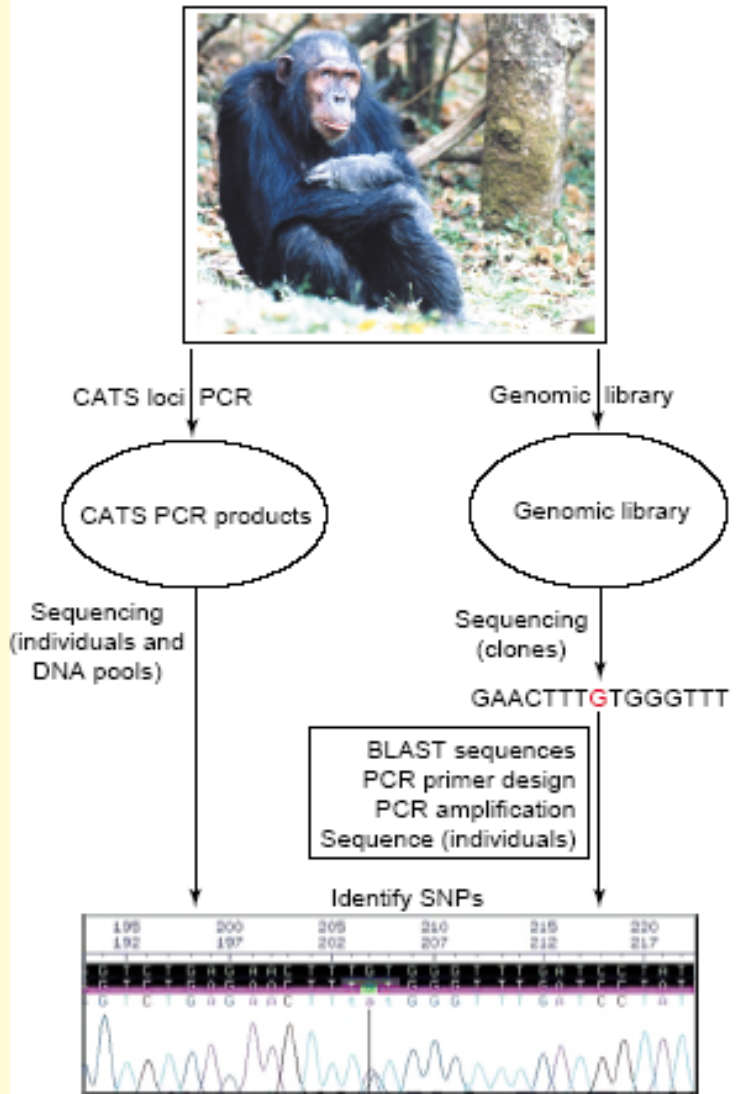 CATS loci PCR
Genomic library
CATS PCR products
Genomic library
Sequencing
(individuals and
DNA pools)
Sequencing
(clones)
GAACTTTGTGGGTTT
BLAST sequences
PCR primer design
PCR amplification
Sequence (individuals)
Identify SNPs
195 200 205 210 215 220
192 197 202 207 212 217
G T C T G A G A A C T T t a t G G G T T T G A T C C T A T